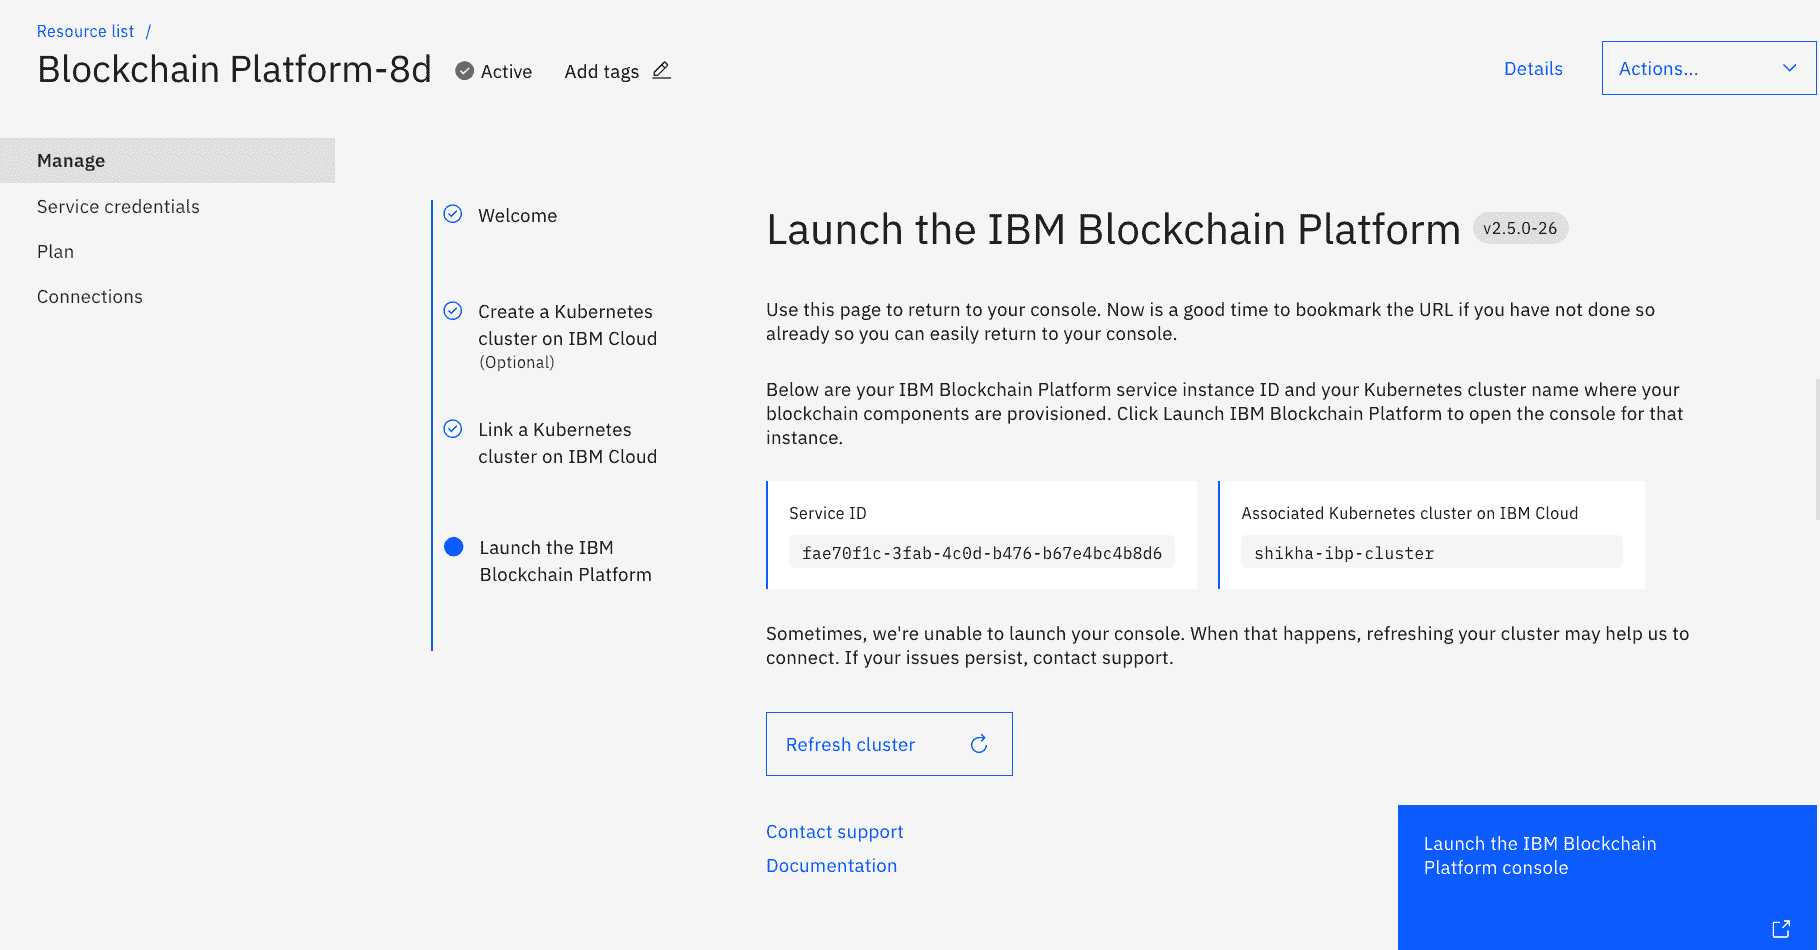 Resource list /
Blockchain Platform-8d
Active
Add tags
Details
Actions...
Manage
Service credentials
Plan
Connections
Welcome
Create a Kubernetes
cluster on IBM Cloud
(Optional)
Link a Kubernetes
cluster on IBM Cloud
Launch the IBM
Blockchain Platform
Launch the IBM Blockchain Platform v2.5.0-26
Use this page to return to your console. Now is a good time to bookmark the URL if you have not done so
already so you can easily return to your console.
Below are your IBM Blockchain Platform service instance ID and your Kubernetes cluster name where your
blockchain components are provisioned. Click Launch IBM Blockchain Platform to open the console for that
instance.
Service ID
fae70f1c-3fab-4c0d-b476-b67e4bc4b8d6
Associated Kubernetes cluster on IBM Cloud
shikha-ibp-cluster
Sometimes, we're unable to launch your console. When that happens, refreshing your cluster may help us to
connect. If your issues persist, contact support.
Refresh cluster
Contact support
Documentation
Launch the IBM Blockchain
Platform console